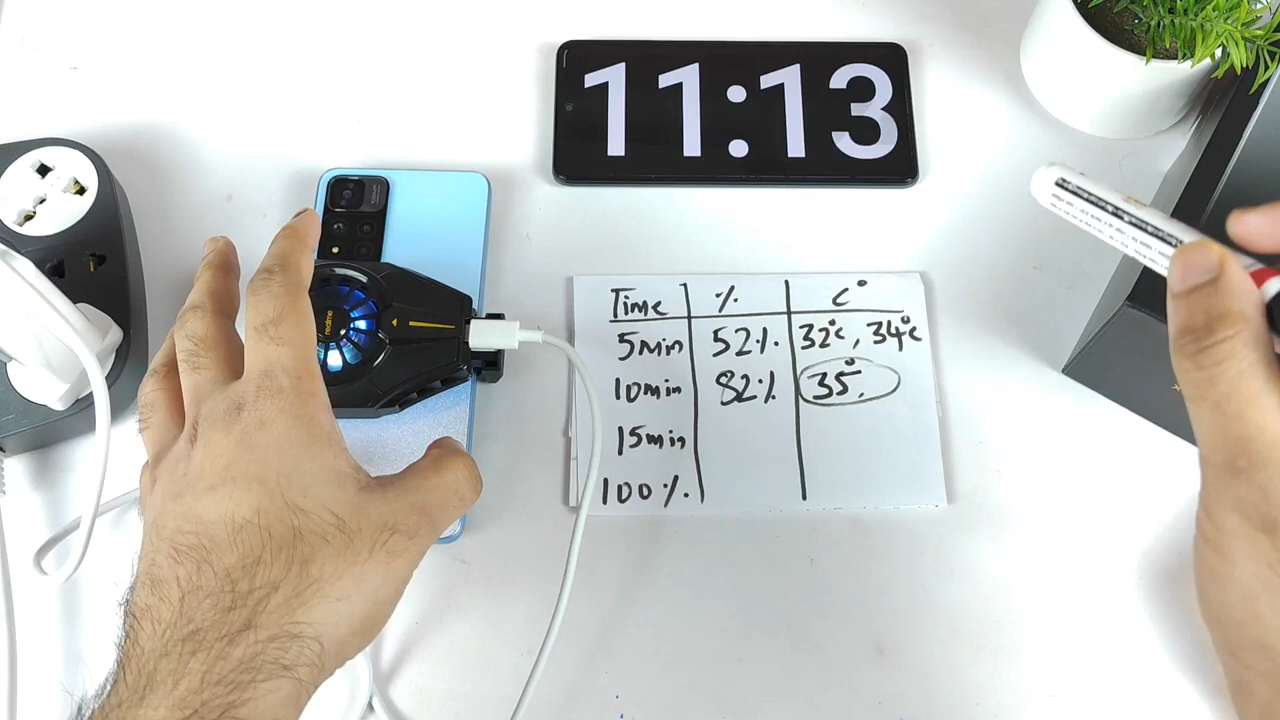 11:13
realme
Time % C°
5min 52% 32°c, 34°c
10min 82% 35°.
15min
100%.